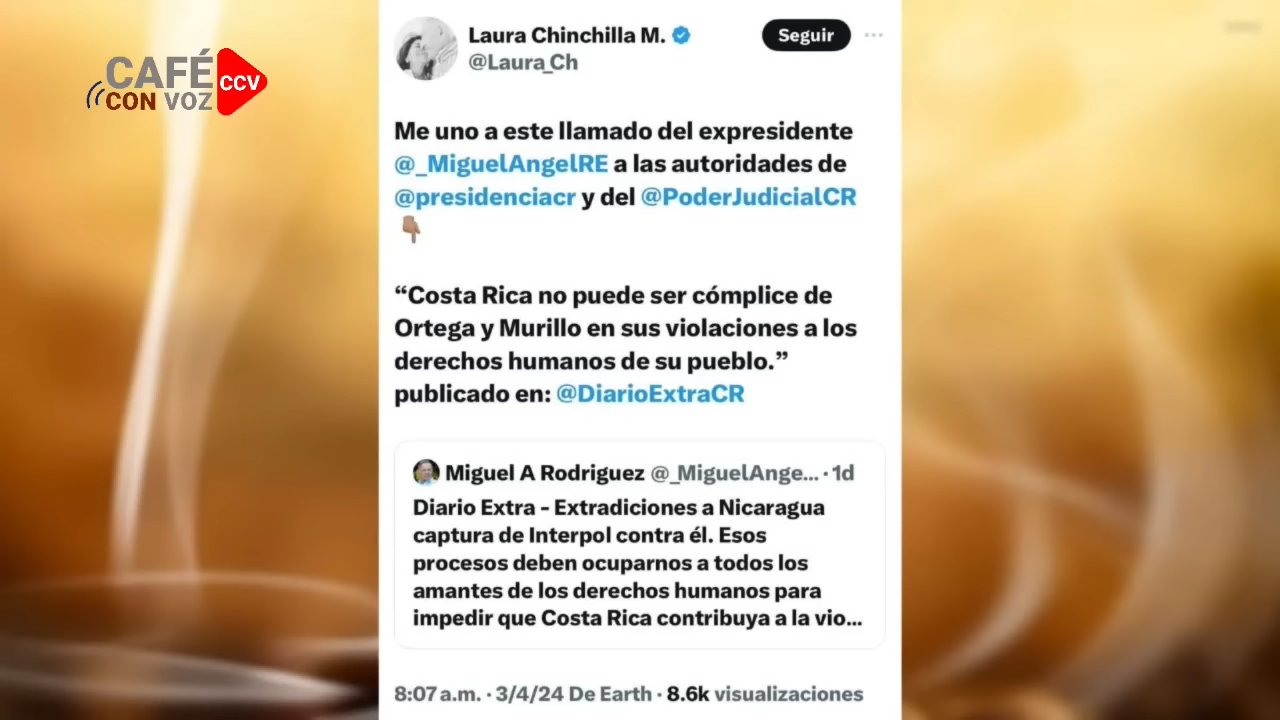 CAFÉ
CON VOZ
CCV
Laura Chinchilla M.
@Laura_Ch
Seguir
Me uno a este llamado del expresidente
@_MiguelAngelRE a las autoridades de
@presidenciacr y del @PoderJudicialCR
👇🏽
“Costa Rica no puede ser cómplice de
Ortega y Murillo en sus violaciones a los
derechos humanos de su pueblo.”
publicado en: @DiarioExtraCR
Miguel A Rodriguez @_MiguelAnge... · 1d
Diario Extra - Extradiciones a Nicaragua
captura de Interpol contra él. Esos
procesos deben ocuparnos a todos los
amantes de los derechos humanos para
impedir que Costa Rica contribuya a la vio...
8:07 a.m. · 3/4/24 De Earth · 8.6k visualizaciones